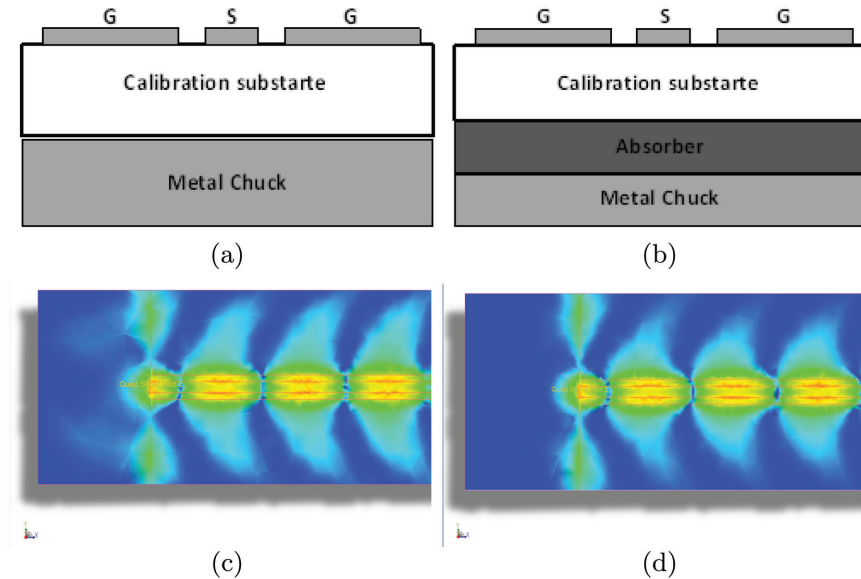 G S G
Calibration substarte
Metal Chuck
(a)
G S G
Calibration substarte
Absorber
Metal Chuck
(b)
(c)
(d)